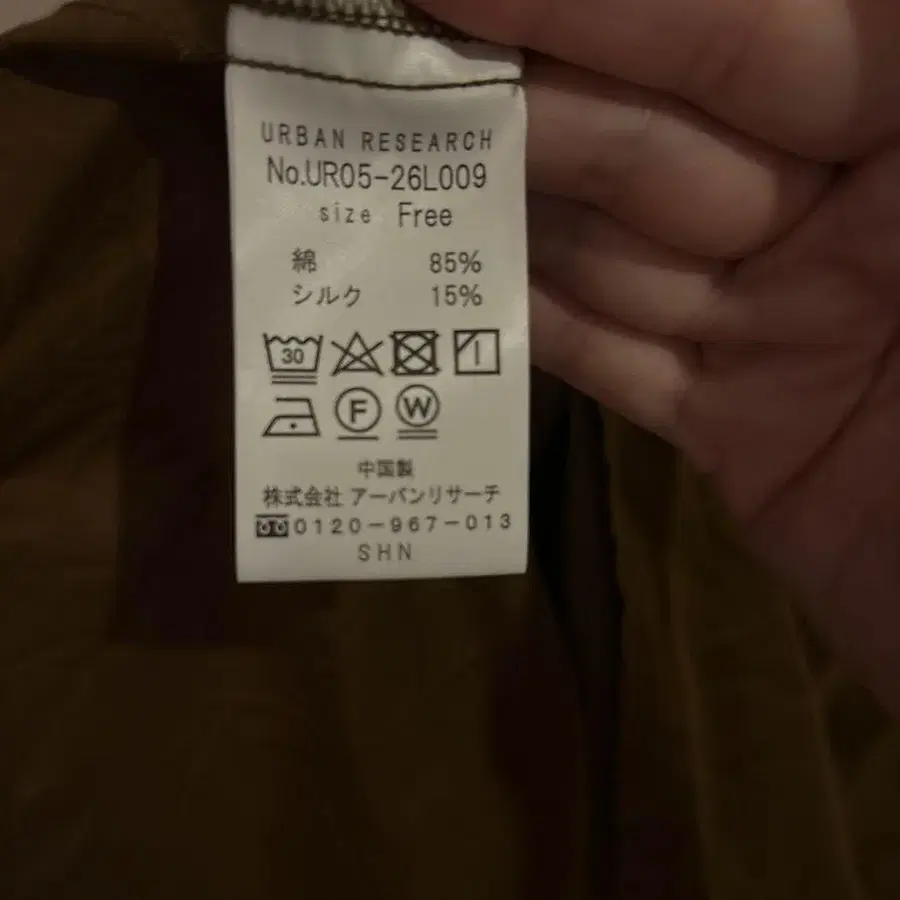 URBAN RESEARCH
No.UR05-26L009
size Free
綿 85%
シルク 15%
30
F W
中国製
株式会社 アーバンリサーチ
0120-967-013
SHN